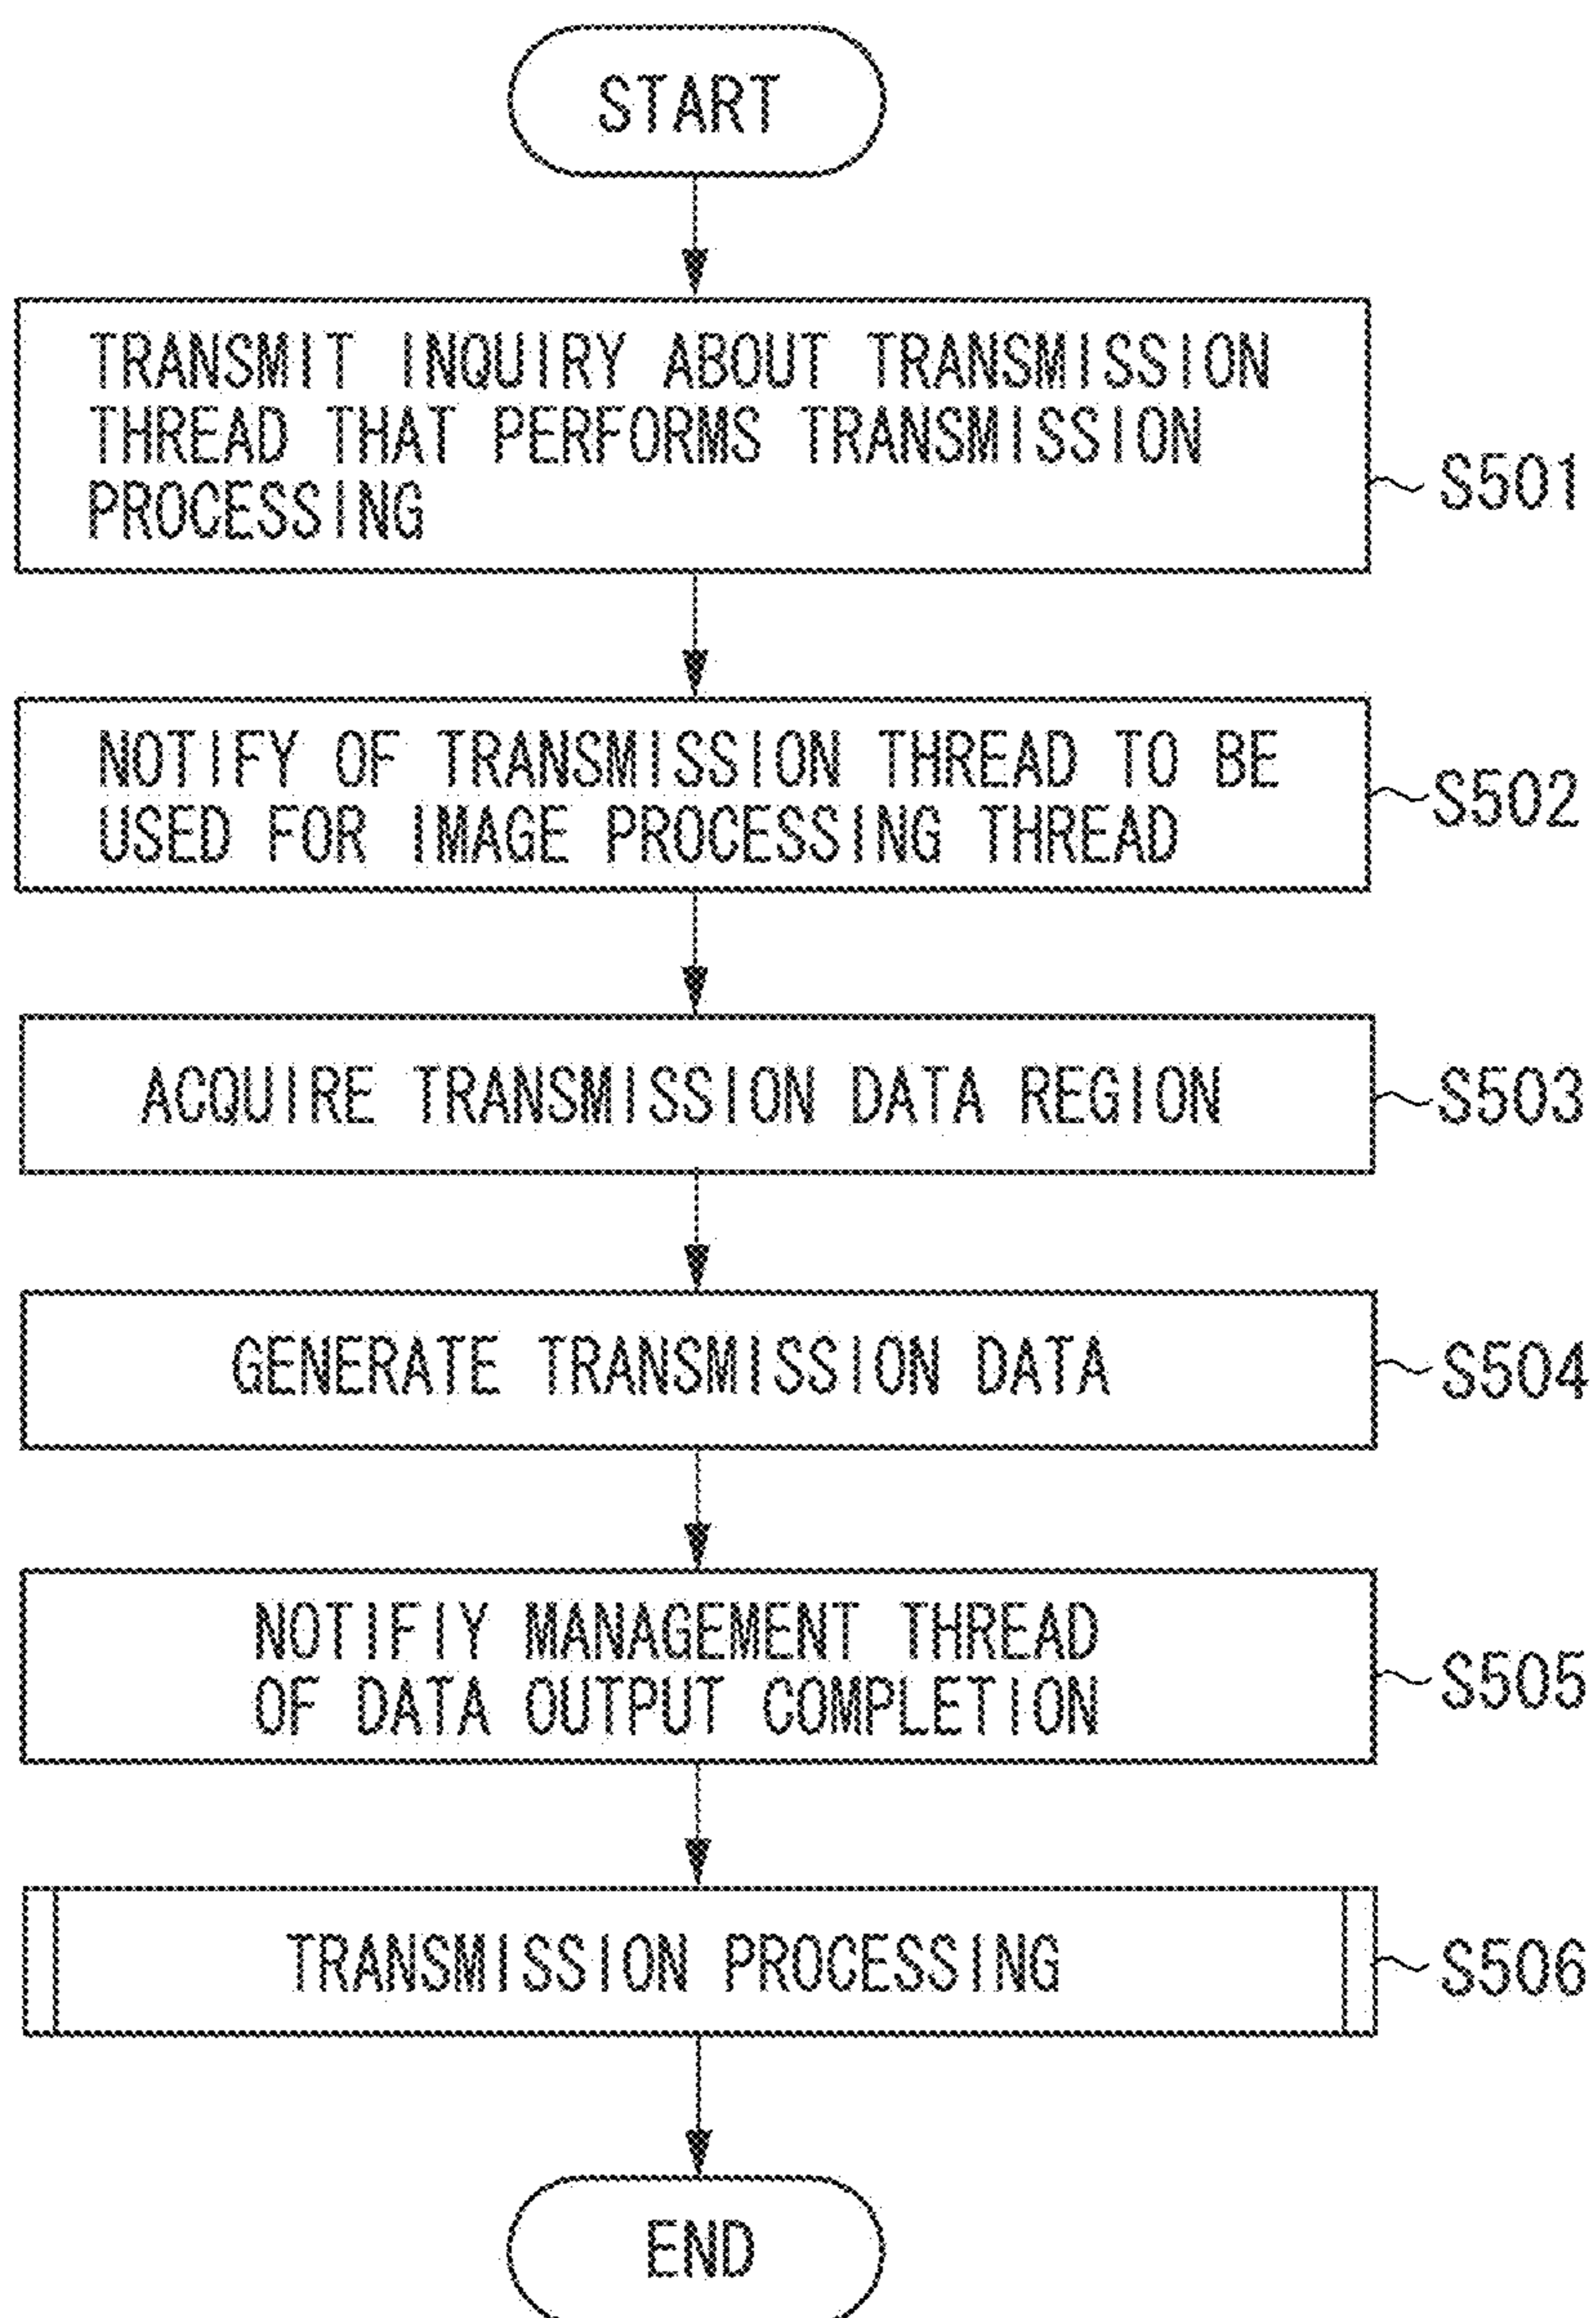 START
TRANSMIT INQUIRY ABOUT TRANSMISSION
THREAD THAT PERFORMS TRANSMISSION
PROCESSING
S501
NOTIFY OF TRANSMISSION THREAD TO BE
USED FOR IMAGE PROCESSING THREAD
S502
ACQUIRE TRANSMISSION DATA REGION
S503
GENERATE TRANSMISSION DATA
S504
NOTIFIY MANAGEMENT THREAD
OF DATA OUTPUT COMPLETION
S505
TRANSMISSION PROCESSING
S506
END